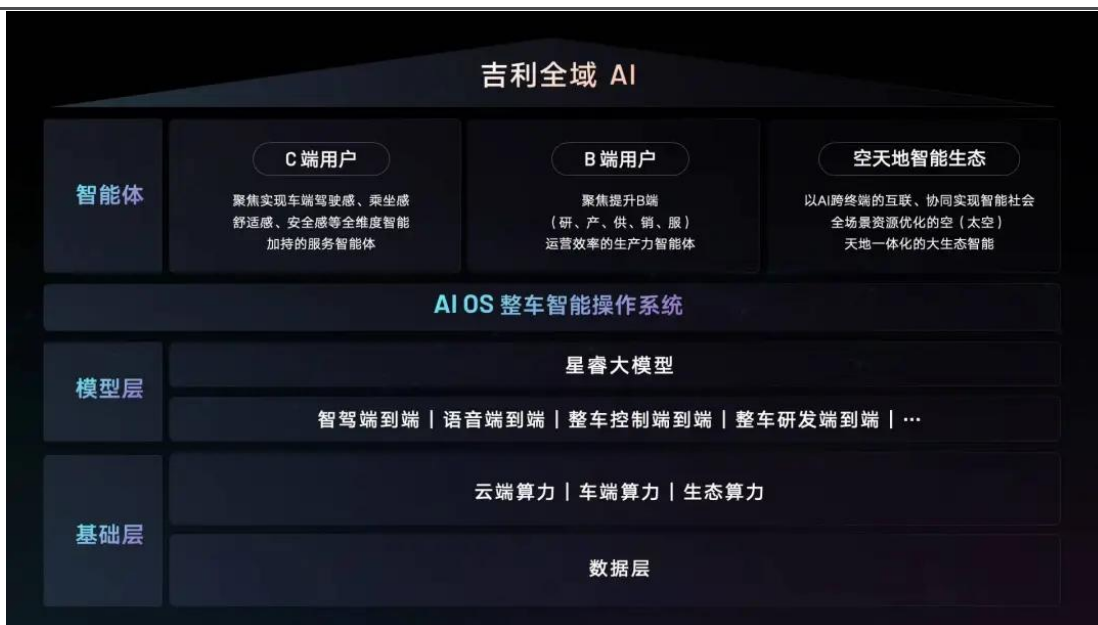 吉利全域 AI
智能体
C 端用户
聚焦实现车端驾驶感、乘坐感
舒适感、安全感等全维度智能
加持的服务智能体
B 端用户
聚焦提升B端
(研、产、供、销、服)
运营效率的生产力智能体
空天地智能生态
以AI跨终端的互联、协同实现智能社会
全场景资源优化的空(太空)
天地一体化的大生态智能
AI OS 整车智能操作系统
模型层
星睿大模型
智驾端到端|语音端到端|整车控制端到端|整车研发端到端|…
基础层
云端算力|车端算力|生态算力
数据层